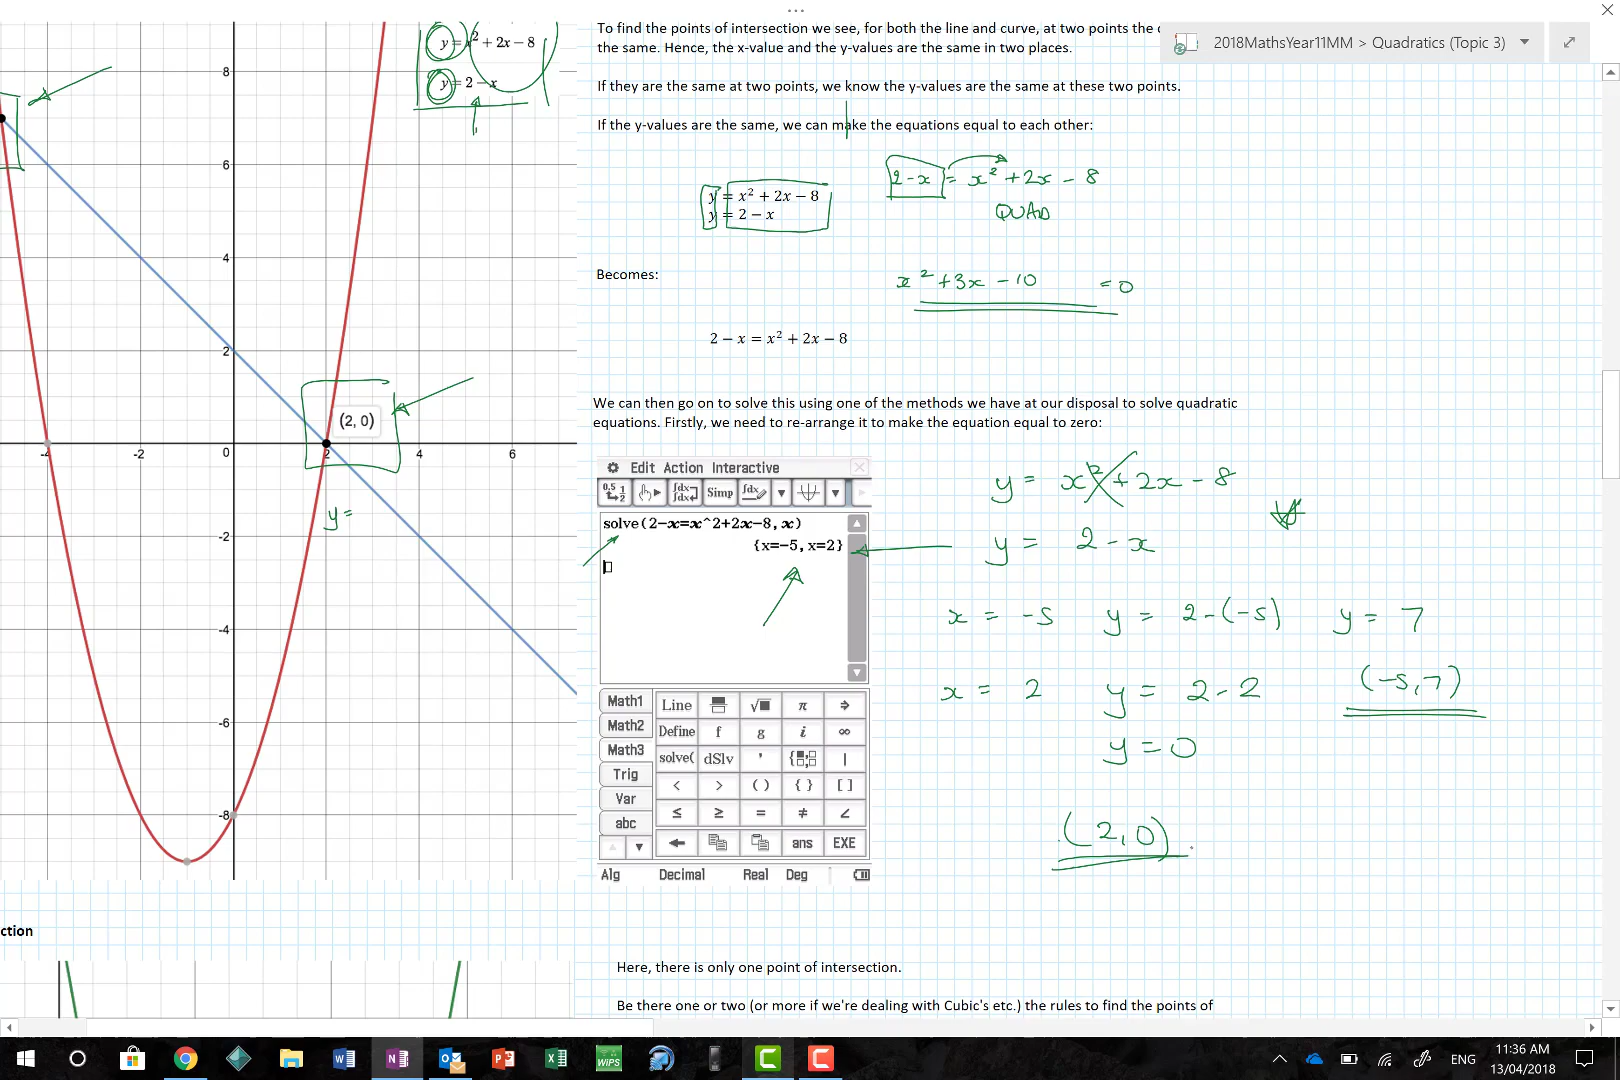 To find the points of intersection we see, for both the line and curve, at two points the
the same. Hence, the x-value and the y-values are the same in two places.
2018MathsYear11MM > Quadratics (Topic 3)
If they are the same at two points, we know the y-values are the same at these two points.
If the y-values are the same, we can make the equations equal to each other:
y = x² + 2x − 8
y = 2 − x
2 - x = x² + 2x - 8
QUAD
y = x² + 2x − 8
y = 2 − x
Becomes:
x² + 3x - 10 = 0
2 − x = x² + 2x − 8
We can then go on to solve this using one of the methods we have at our disposal to solve quadratic
equations. Firstly, we need to re-arrange it to make the equation equal to zero:
8
6
4
2
(2, 0)
-4 -2 0 2 4 6
-2
-4
-6
-8
y =
Edit Action Interactive
0.5 1 2
∫dx
∫dx
Simp
∫dx
solve(2−x=x^2+2x−8,x)
{x=−5, x=2}
Math1 Line √■ π ⇒
Math2 Define f g i ∞
Math3 solve( dSlv ' { |
Trig < > ( ) { } [ ]
Var ≤ ≥ = ≠ ∠
abc ans EXE
Alg Decimal Real Deg
y = x² + 2x - 8
y = 2 - x
x = -5 y = 2-(-5) y = 7
x = 2 y = 2-2 (-5,7)
y = 0
(2,0)
ction
Here, there is only one point of intersection.
Be there one or two (or more if we're dealing with Cubic's etc.) the rules to find the points of
WiPS
ENG
11:36 AM
13/04/2018